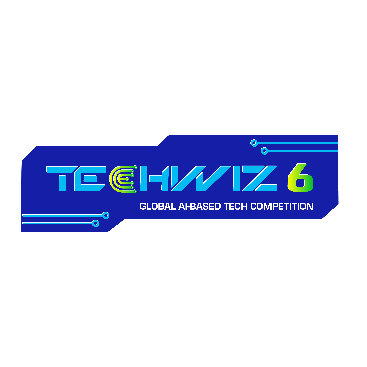 TECHWIZ 6
GLOBAL AI-BASED TECH COMPETITION